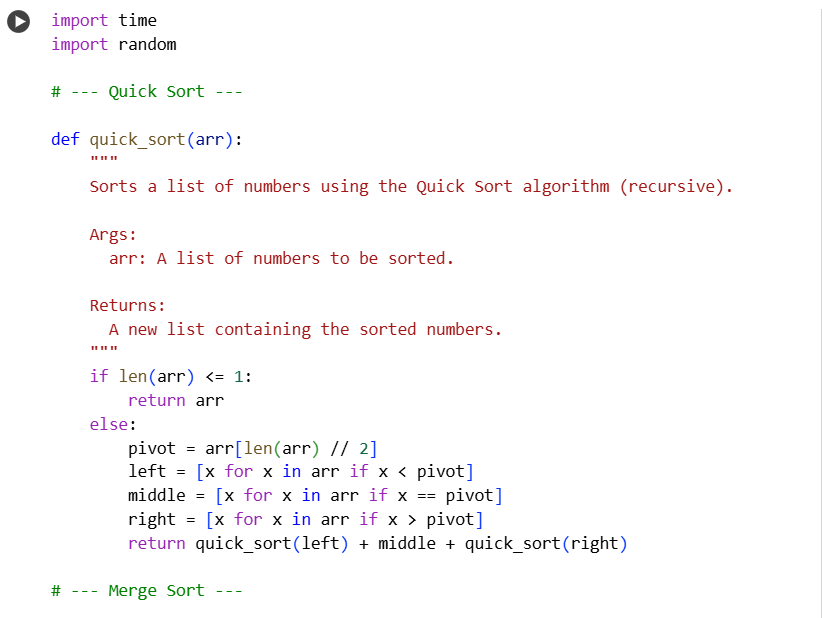 import time
import random
# --- Quick Sort ---
def quick_sort(arr):
    """
    Sorts a list of numbers using the Quick Sort algorithm (recursive).
    Args:
      arr: A list of numbers to be sorted.
    Returns:
      A new list containing the sorted numbers.
    """
    if len(arr) <= 1:
        return arr
    else:
        pivot = arr[len(arr) // 2]
        left = [x for x in arr if x < pivot]
        middle = [x for x in arr if x == pivot]
        right = [x for x in arr if x > pivot]
        return quick_sort(left) + middle + quick_sort(right)
# --- Merge Sort ---